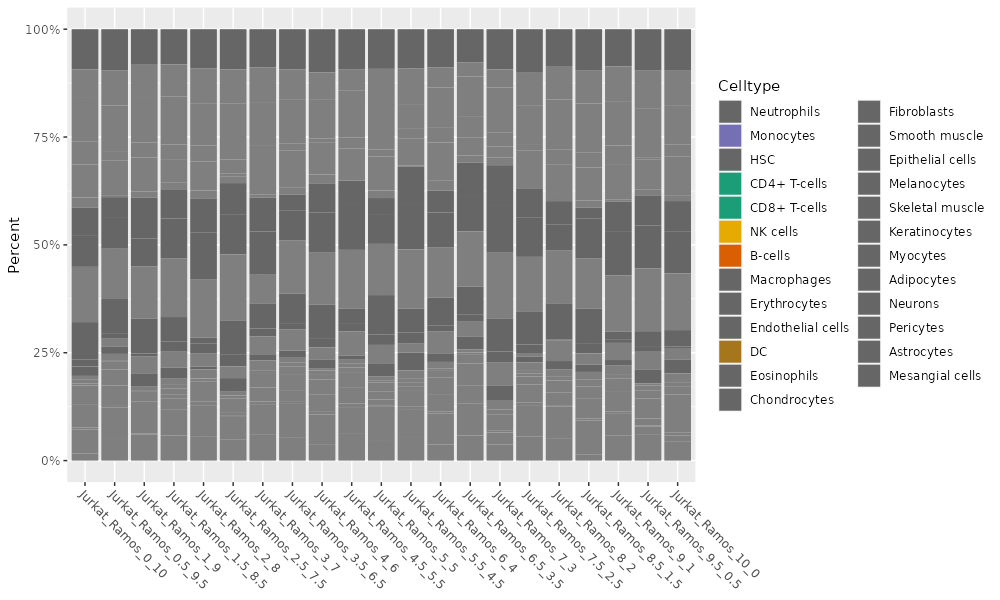 100%
75%
50%
25%
0%
Percent
Jurkat_Ramos_0_10
Jurkat_Ramos_0.5_9.5
Jurkat_Ramos_1_9
Jurkat_Ramos_1.5_8.5
Jurkat_Ramos_2_8
Jurkat_Ramos_2.5_7.5
Jurkat_Ramos_3_7
Jurkat_Ramos_3.5_6.5
Jurkat_Ramos_4_6
Jurkat_Ramos_4.5_5.5
Jurkat_Ramos_5_5
Jurkat_Ramos_5.5_4.5
Jurkat_Ramos_6_4
Jurkat_Ramos_6.5_3.5
Jurkat_Ramos_7_3
Jurkat_Ramos_7.5_2.5
Jurkat_Ramos_8_2
Jurkat_Ramos_8.5_1.5
Jurkat_Ramos_9_1
Jurkat_Ramos_9.5_0.5
Jurkat_Ramos_10_0
Celltype
Neutrophils
Monocytes
HSC
CD4+ T-cells
CD8+ T-cells
NK cells
B-cells
Macrophages
Erythrocytes
Endothelial cells
DC
Eosinophils
Chondrocytes
Fibroblasts
Smooth muscle
Epithelial cells
Melanocytes
Skeletal muscle
Keratinocytes
Myocytes
Adipocytes
Neurons
Pericytes
Astrocytes
Mesangial cells